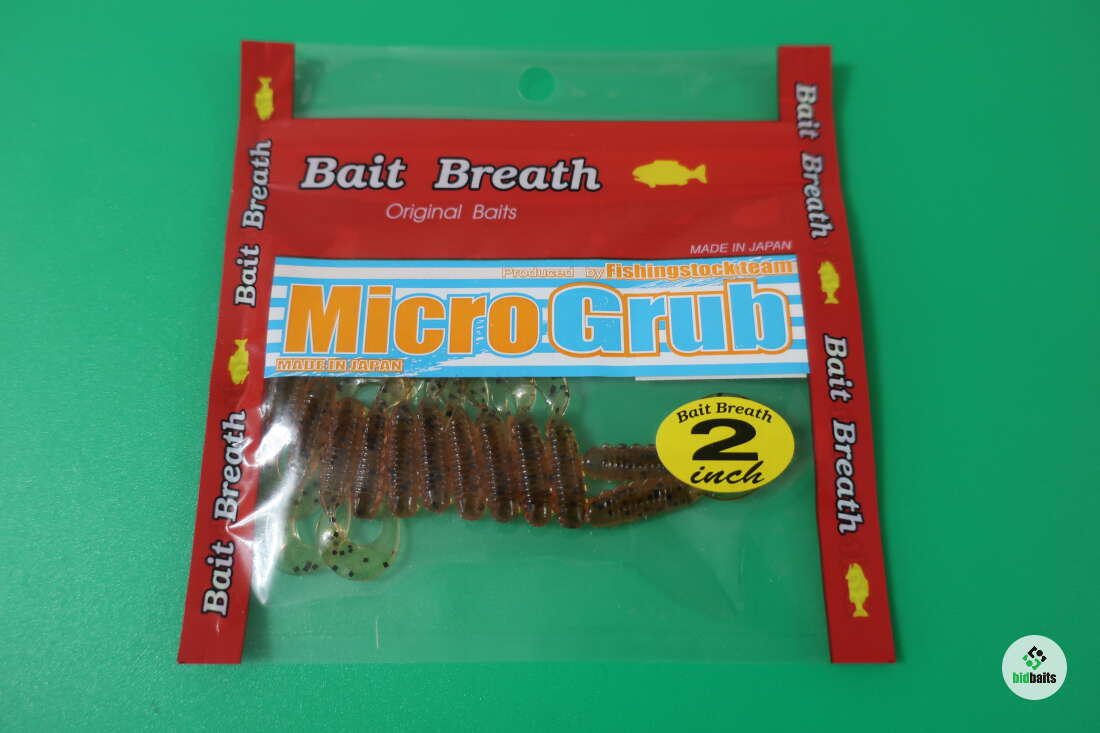 Bait Breath
Original Baits
MADE IN JAPAN
Produced by Fishingstock team
Micro Grub
MADE IN JAPAN
Bait Breath
2
inch
Bait Breath
Bait Breath
Bait Breath
Bait Breath
bidbaits